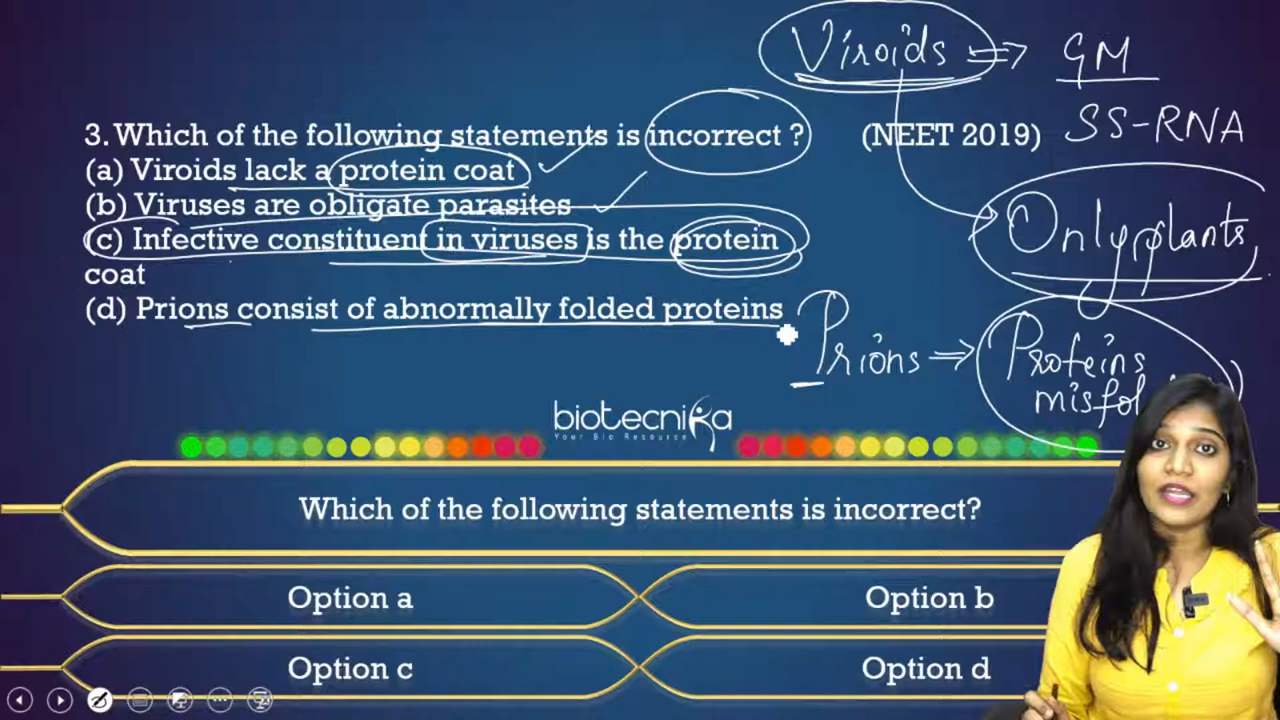 Viroids => GM
SS-RNA
3. Which of the following statements is incorrect ? (NEET 2019)
(a) Viroids lack a protein coat
(b) Viruses are obligate parasites
(c) Infective constituent in viruses is the protein
coat
(d) Prions consist of abnormally folded proteins
Only plants
Prions => Proteins
biotecnika
Your Bio Resource
Which of the following statements is incorrect?
Option a
Option b
Option c
Option d